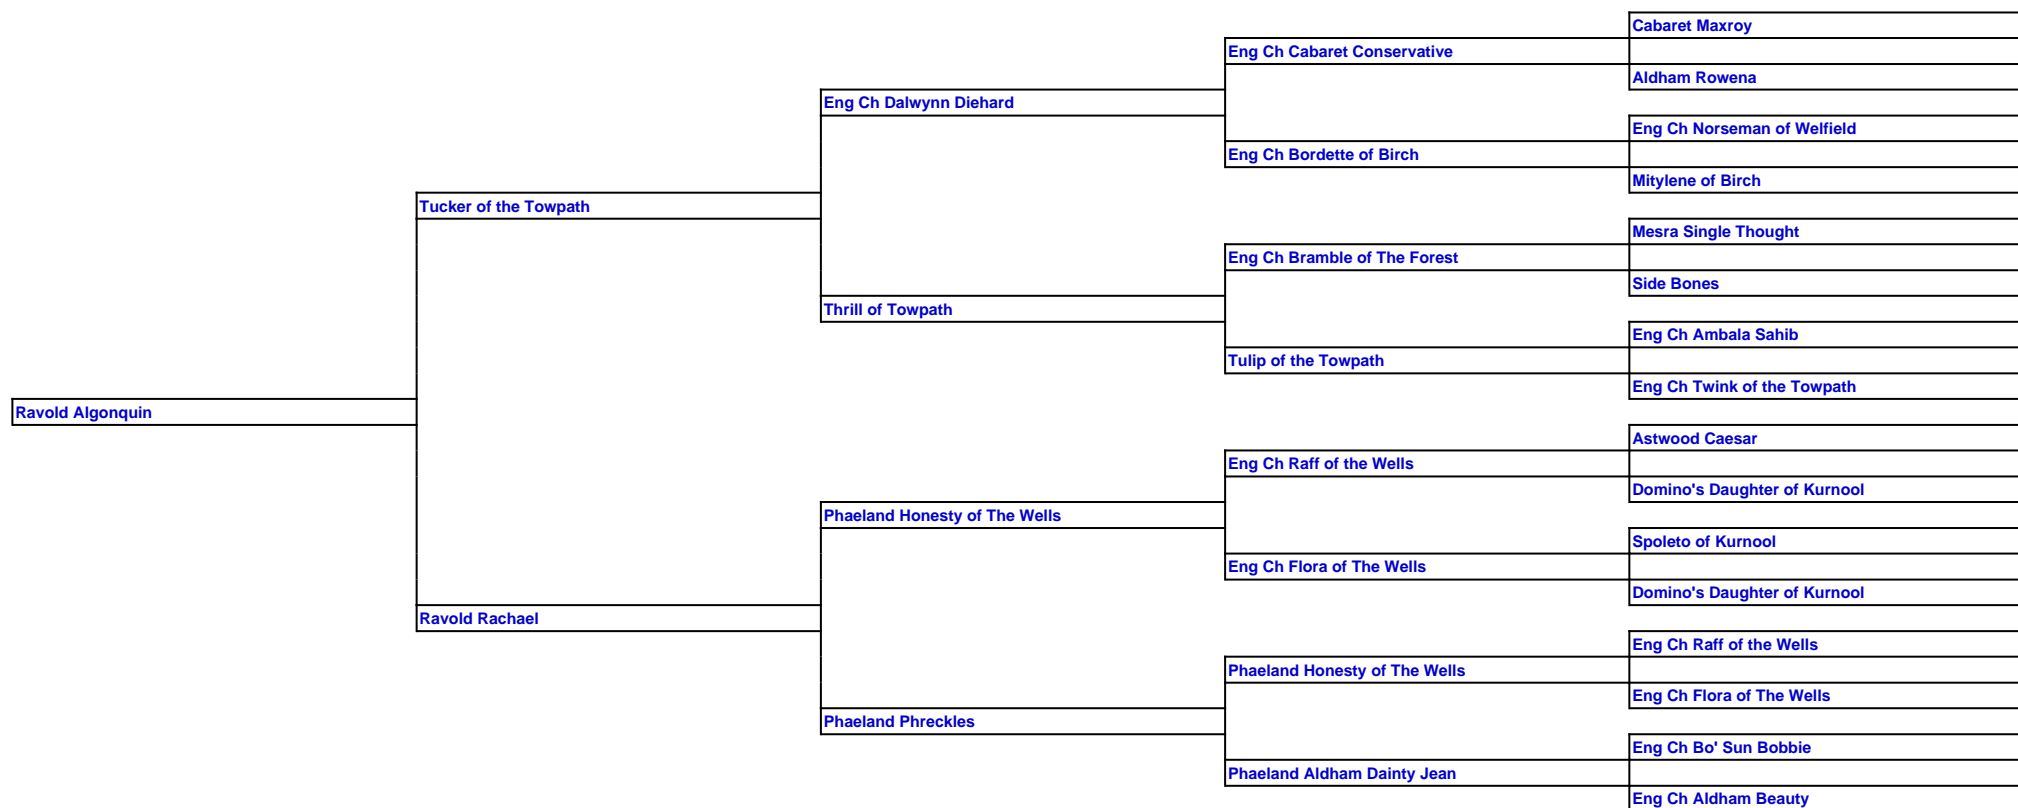 Cabaret Maxroy
Eng Ch Cabaret Conservative
Aldham Rowena
Eng Ch Dalwynn Diehard
Eng Ch Norseman of Welfield
Eng Ch Bordette of Birch
Mitylene of Birch
Tucker of the Towpath
Mesra Single Thought
Eng Ch Bramble of The Forest
Side Bones
Thrill of Towpath
Eng Ch Ambala Sahib
Tulip of the Towpath
Eng Ch Twink of the Towpath
Ravold Algonquin
Astwood Caesar
Eng Ch Raff of the Wells
Domino's Daughter of Kurnool
Phaeland Honesty of The Wells
Spoleto of Kurnool
Eng Ch Flora of The Wells
Domino's Daughter of Kurnool
Ravold Rachael
Eng Ch Raff of the Wells
Phaeland Honesty of The Wells
Eng Ch Flora of The Wells
Phaeland Phreckles
Eng Ch Bo' Sun Bobbie
Phaeland Aldham Dainty Jean
Eng Ch Aldham Beauty